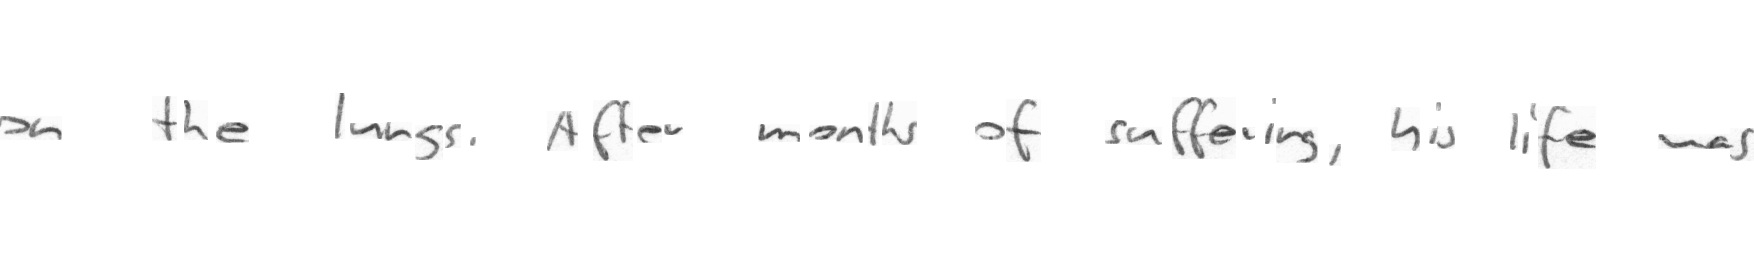 on the lungs. After months of suffering, his life was